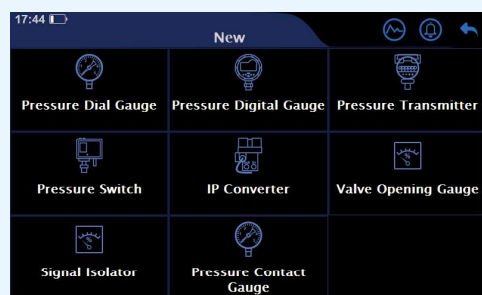 17:44
New
Pressure Dial Gauge
Pressure Digital Gauge
Pressure Transmitter
Pressure Switch
IP Converter
Valve Opening Gauge
Signal Isolator
Pressure Contact
Gauge